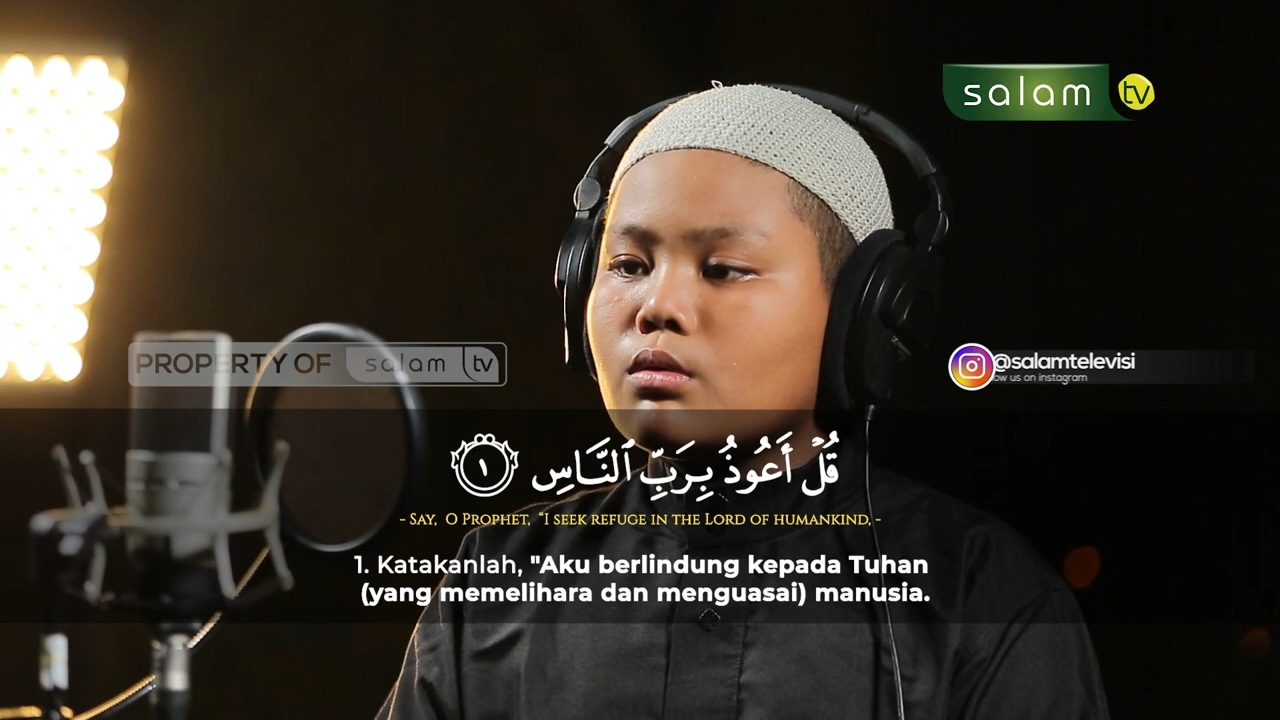 salam tv
PROPERTY OF salam tv
@salamtelevisi
ow us on instagram
قُلْ أَعُوذُ بِرَبِّ ٱلنَّاسِ ١
- Say, O Prophet, “I seek refuge in the Lord of humankind, -
1. Katakanlah, "Aku berlindung kepada Tuhan
(yang memelihara dan menguasai) manusia.